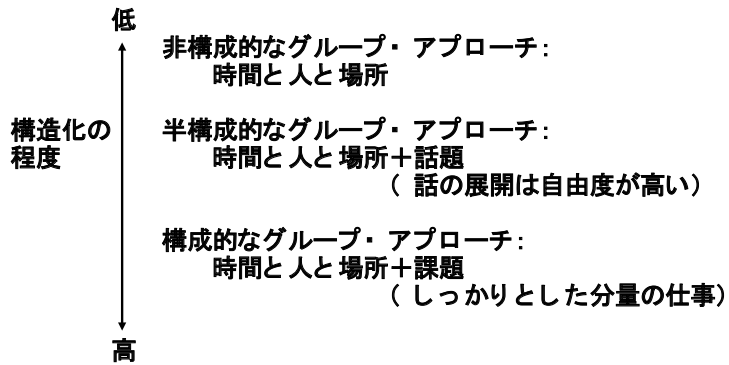 低
非構成的なグループ・アプローチ：
時間と人と場所
構造化の
程度
半構成的なグループ・アプローチ：
時間と人と場所＋話題
（話の展開は自由度が高い）
構成的なグループ・アプローチ：
時間と人と場所＋課題
（しっかりとした分量の仕事）
高